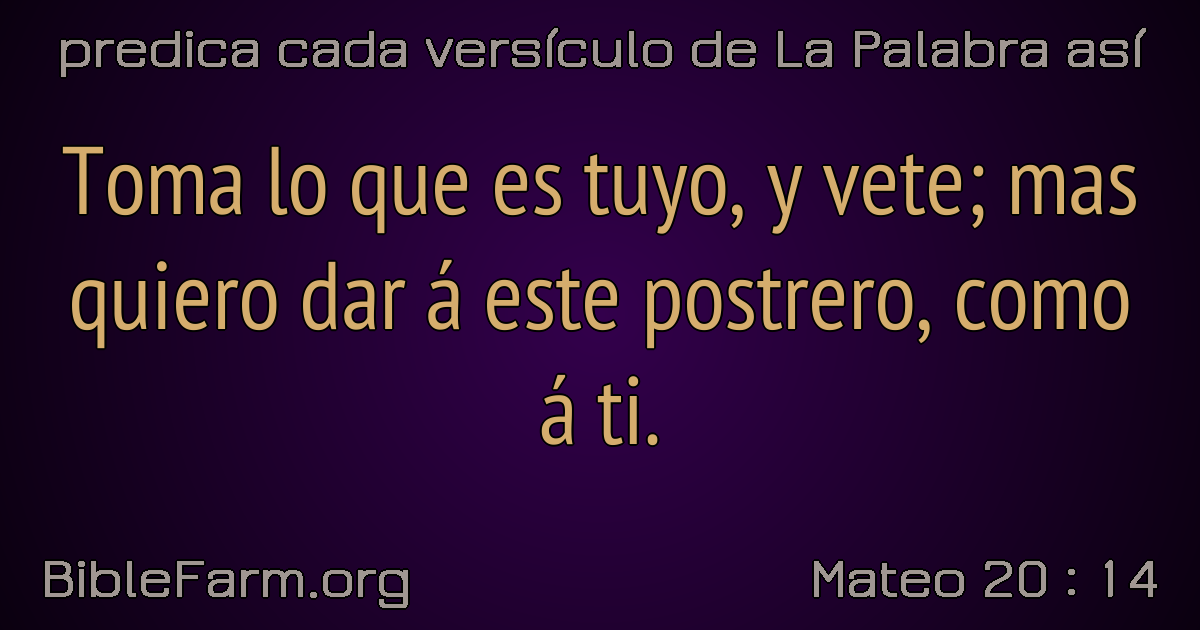 predica cada versículo de La Palabra así
Toma lo que es tuyo, y vete; mas
quiero dar á este postrero, como
á ti.
BibleFarm.org
Mateo 20 : 14